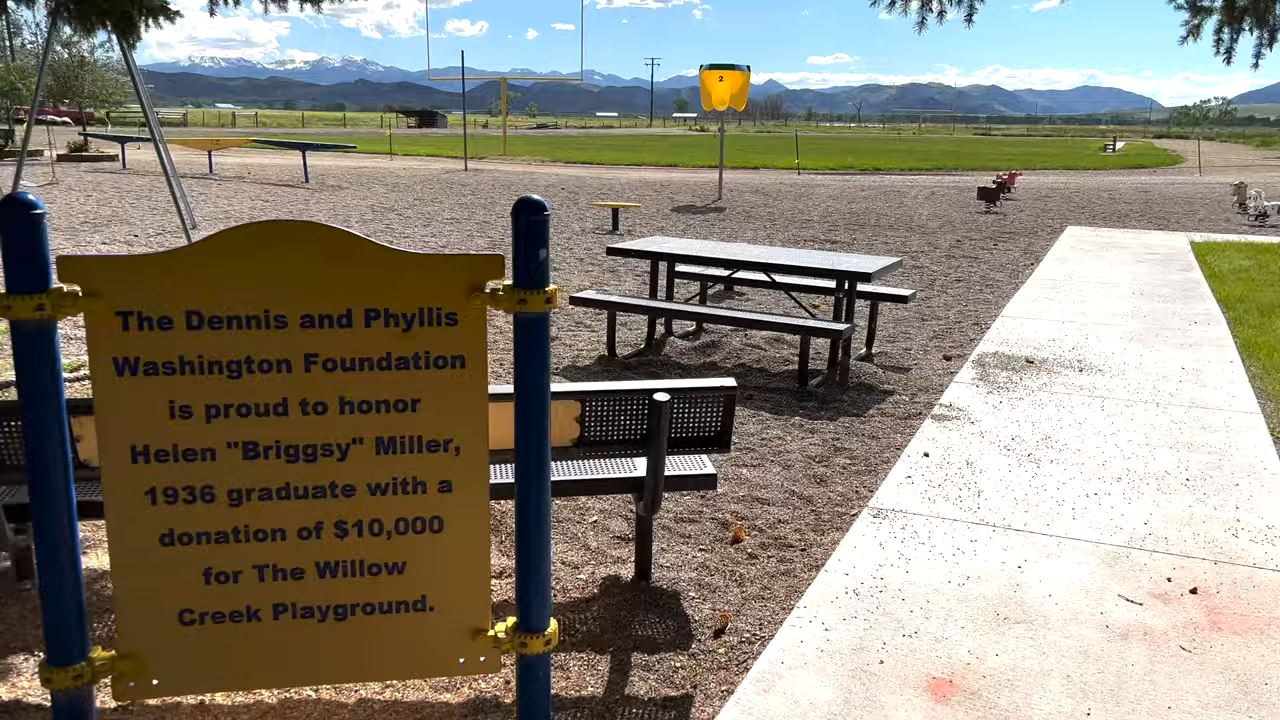 2
The Dennis and Phyllis
Washington Foundation
is proud to honor
Helen "Briggsy" Miller,
1936 graduate with a
donation of $10,000
for The Willow
Creek Playground.